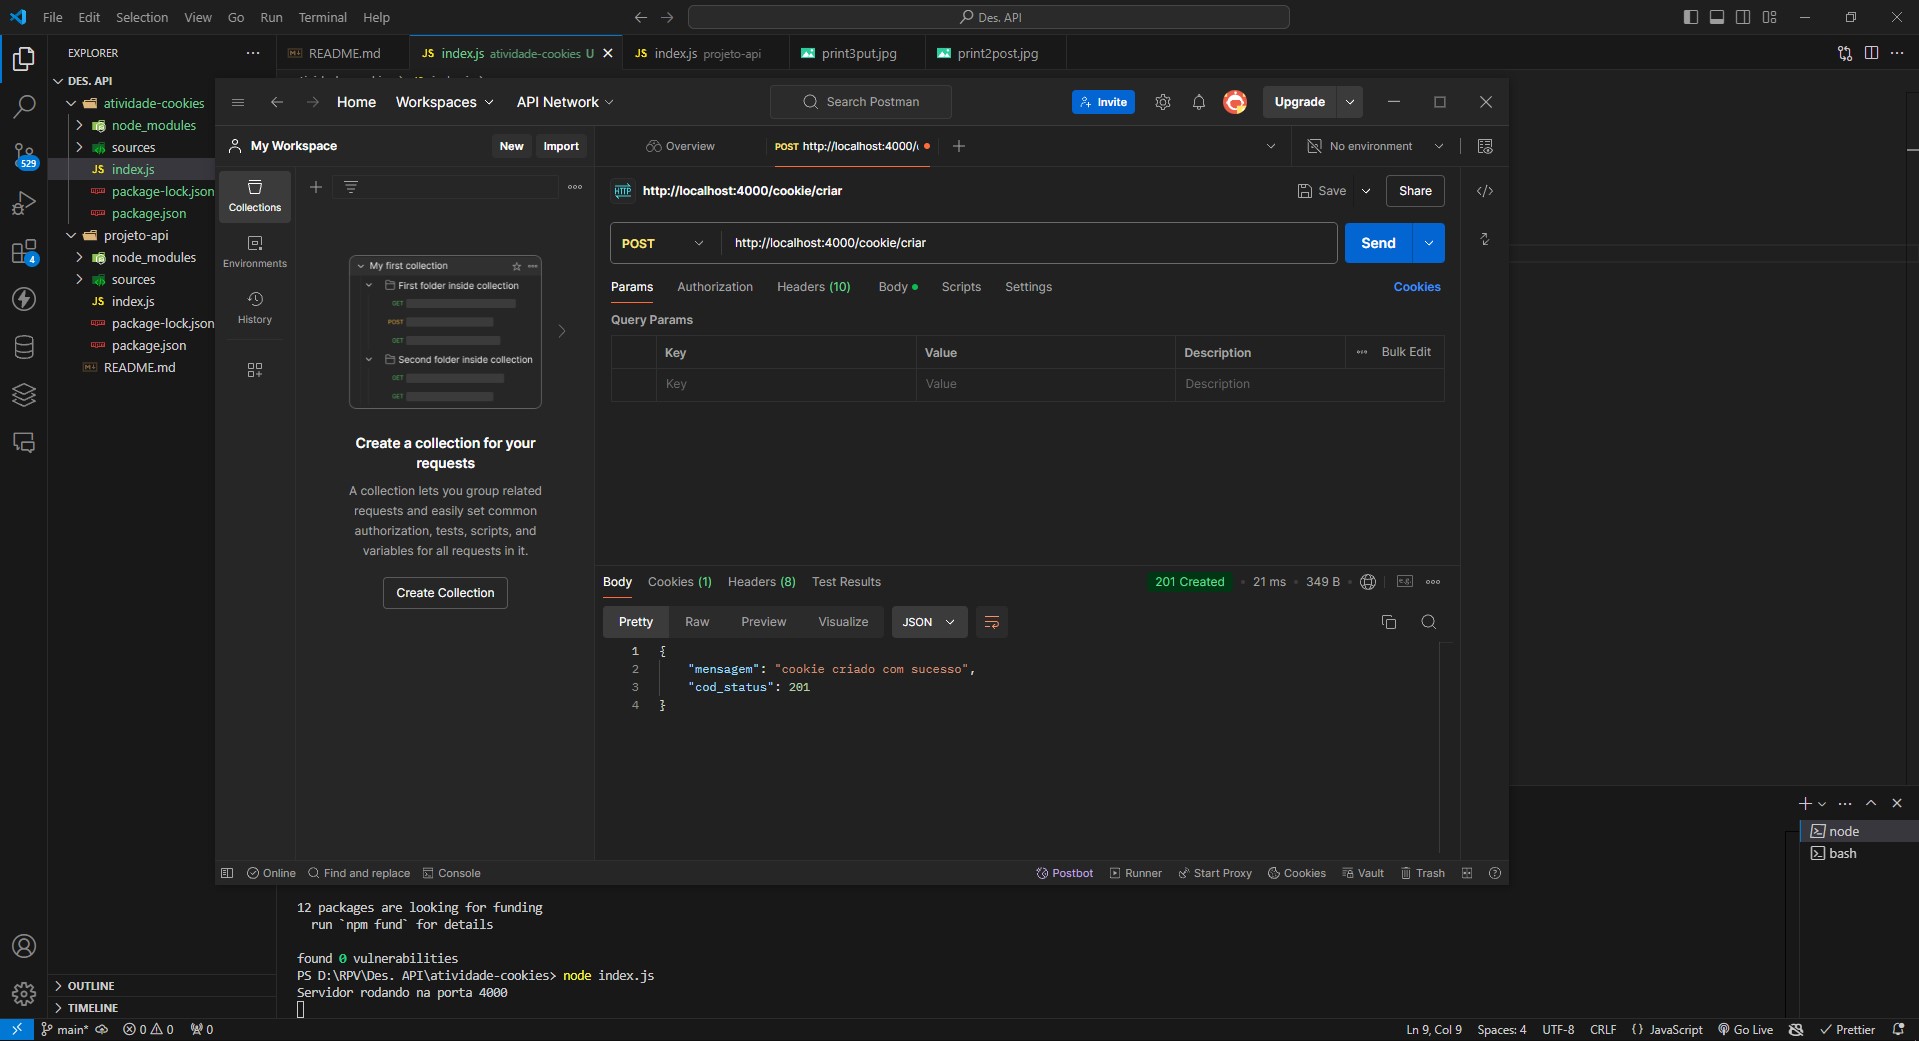 File Edit Selection View Go Run Terminal Help
Des. API
EXPLORER
README.md
JS index.js atividade-cookies U
JS index.js projeto-api
print3put.jpg
print2post.jpg
DES. API
atividade-cookies
node_modules
sources
JS index.js
package-lock.json
package.json
projeto-api
node_modules
sources
JS index.js
package-lock.json
package.json
README.md
529
4
Home Workspaces API Network
Search Postman
Invite
Upgrade
My Workspace
New Import
Overview
POST http://localhost:4000/
No environment
Collections
Environments
History
My first collection
First folder inside collection
GET
POST
GET
Second folder inside collection
GET
GET
Create a collection for your
requests
A collection lets you group related
requests and easily set common
authorization, tests, scripts, and
variables for all requests in it.
Create Collection
HTTP http://localhost:4000/cookie/criar
Save Share
POST http://localhost:4000/cookie/criar
Send
Params Authorization Headers (10) Body Scripts Settings Cookies
Query Params
Key Value Description Bulk Edit
Key Value Description
Body Cookies (1) Headers (8) Test Results
201 Created 21 ms 349 B
Pretty Raw Preview Visualize JSON
1 {
2 "mensagem": "cookie criado com sucesso",
3 "cod_status": 201
4 }
Online Find and replace Console
Postbot Runner Start Proxy Cookies Vault Trash
node
bash
12 packages are looking for funding
run `npm fund` for details
found 0 vulnerabilities
PS D:\RPV\Des. API\atividade-cookies> node index.js
Servidor rodando na porta 4000
OUTLINE
TIMELINE
main* 0 0 0
Ln 9, Col 9 Spaces: 4 UTF-8 CRLF {} JavaScript Go Live Prettier